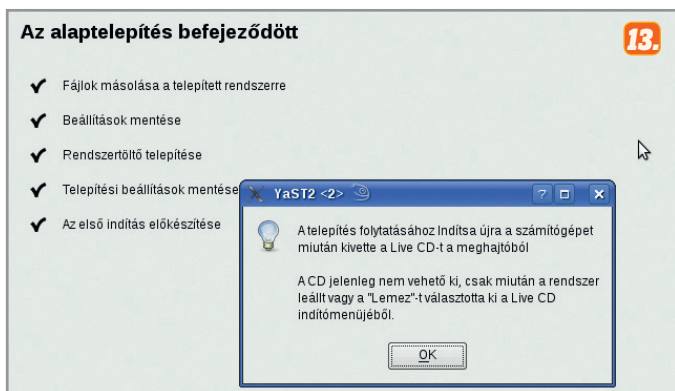 Az alaptelepítés befejeződött
13.
Fájlok másolása a telepített rendszerre
Beállítások mentése
Rendszertöltő telepítése
Telepítési beállítások mentése
Az első indítás előkészítése
YaST2 <2>
A telepítés folytatásához Indítsa újra a számítógépet
miután kivette a Live CD-t a meghajtóból
A CD jelenleg nem vehető ki, csak miután a rendszer
leállt vagy a "Lemez"-t választotta ki a Live CD
indítómenüjéből.
OK